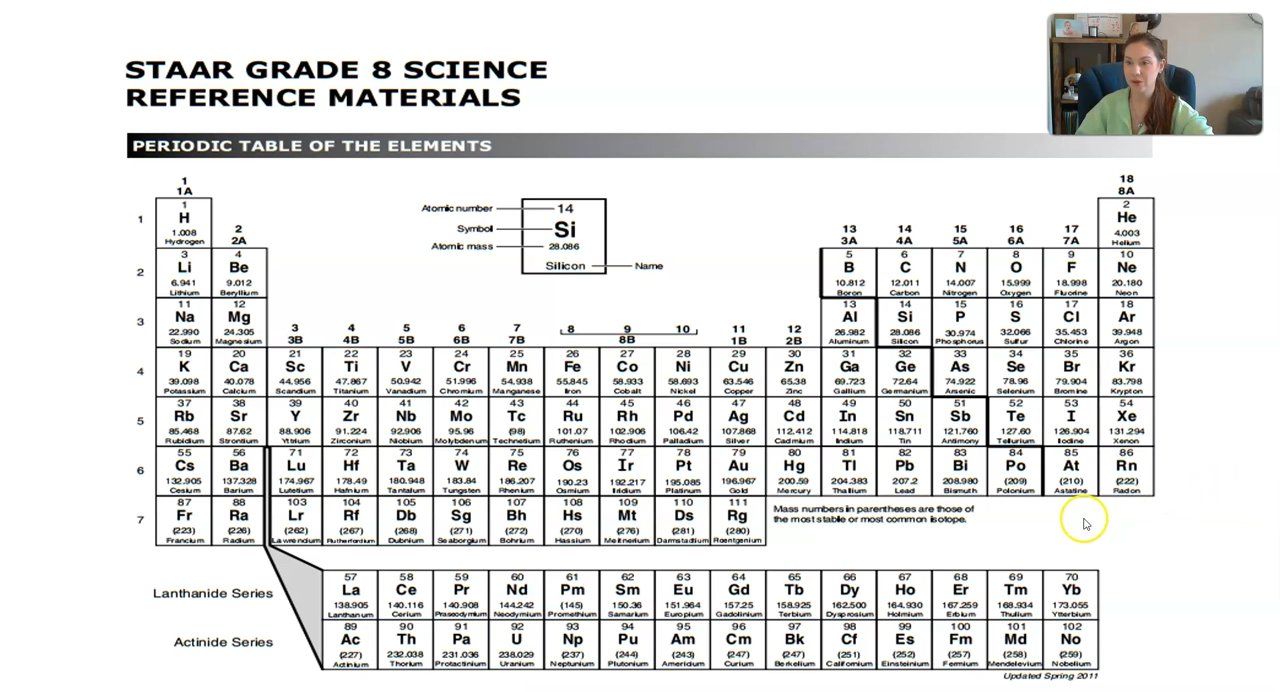 STAAR GRADE 8 SCIENCE
REFERENCE MATERIALS
PERIODIC TABLE OF THE ELEMENTS
1 18
1A 8A
1 2
H He
1.008 4.003
Hydrogen Helium
Atomic number 14
Symbol Si
Atomic mass 28.086
Silicon Name
2 13 14 15 16 17
2A 3A 4A 5A 6A 7A
1
3 4 5 6 7 8 9 10
2 Li Be B C N O F Ne
6.941 9.012 10.812 12.011 14.007 15.999 18.998 20.180
Lithium Beryllium Boron Carbon Nitrogen Oxygen Fluorine Neon
11 12 13 14 15 16 17 18
3 Na Mg Al Si P S Cl Ar
22.990 24.305 26.982 28.086 30.974 32.066 35.453 39.948
Sodium Magnesium Aluminum Silicon Phosphorus Sulfur Chlorine Argon
3 4 5 6 7 8 9 10 11 12
3B 4B 5B 6B 7B 8B 1B 2B
19 20 21 22 23 24 25 26 27 28 29 30 31 32 33 34 35 36
4 K Ca Sc Ti V Cr Mn Fe Co Ni Cu Zn Ga Ge As Se Br Kr
39.098 40.078 44.956 47.867 50.942 51.996 54.938 55.845 58.933 58.693 63.546 65.38 69.723 72.64 74.922 78.96 79.904 83.798
Potassium Calcium Scandium Titanium Vanadium Chromium Manganese Iron Cobalt Nickel Copper Zinc Gallium Germanium Arsenic Selenium Bromine Krypton
37 38 39 40 41 42 43 44 45 46 47 48 49 50 51 52 53 54
5 Rb Sr Y Zr Nb Mo Tc Ru Rh Pd Ag Cd In Sn Sb Te I Xe
85.468 87.62 88.906 91.224 92.906 95.96 (98) 101.07 102.906 106.42 107.868 112.412 114.818 118.711 121.760 127.60 126.904 131.294
Rubidium Strontium Yttrium Zirconium Niobium Molybdenum Technetium Ruthenium Rhodium Palladium Silver Cadmium Indium Tin Antimony Tellurium Iodine Xenon
55 56 71 72 73 74 75 76 77 78 79 80 81 82 83 84 85 86
6 Cs Ba Lu Hf Ta W Re Os Ir Pt Au Hg Tl Pb Bi Po At Rn
132.905 137.328 174.967 178.49 180.948 183.84 186.207 190.23 192.217 195.085 196.967 200.59 204.383 207.2 208.980 (209) (210) (222)
Cesium Barium Lutetium Hafnium Tantalum Tungsten Rhenium Osmium Iridium Platinum Gold Mercury Thallium Lead Bismuth Polonium Astatine Radon
87 88 103 104 105 106 107 108 109 110 111
7 Fr Ra Lr Rf Db Sg Bh Hs Mt Ds Rg
(223) (226) (262) (267) (268) (271) (272) (270) (276) (281) (280)
Francium Radium Lawrencium Rutherfordium Dubnium Seaborgium Bohrium Hassium Meitnerium Darmstadtium Roentgenium
Mass numbers in parentheses are those of
the most stable or most common isotope.
57 58 59 60 61 62 63 64 65 66 67 68 69 70
Lanthanide Series La Ce Pr Nd Pm Sm Eu Gd Tb Dy Ho Er Tm Yb
138.905 140.116 140.908 144.242 (145) 150.36 151.964 157.25 158.925 162.500 164.930 167.259 168.934 173.055
Lanthanum Cerium Praseodymium Neodymium Promethium Samarium Europium Gadolinium Terbium Dysprosium Holmium Erbium Thulium Ytterbium
89 90 91 92 93 94 95 96 97 98 99 100 101 102
Actinide Series Ac Th Pa U Np Pu Am Cm Bk Cf Es Fm Md No
(227) 232.038 231.036 238.029 (237) (244) (243) (247) (247) (251) (252) (257) (258) (259)
Actinium Thorium Protactinium Uranium Neptunium Plutonium Americium Curium Berkelium Californium Einsteinium Fermium Mendelevium Nobelium
Updated Spring 2011